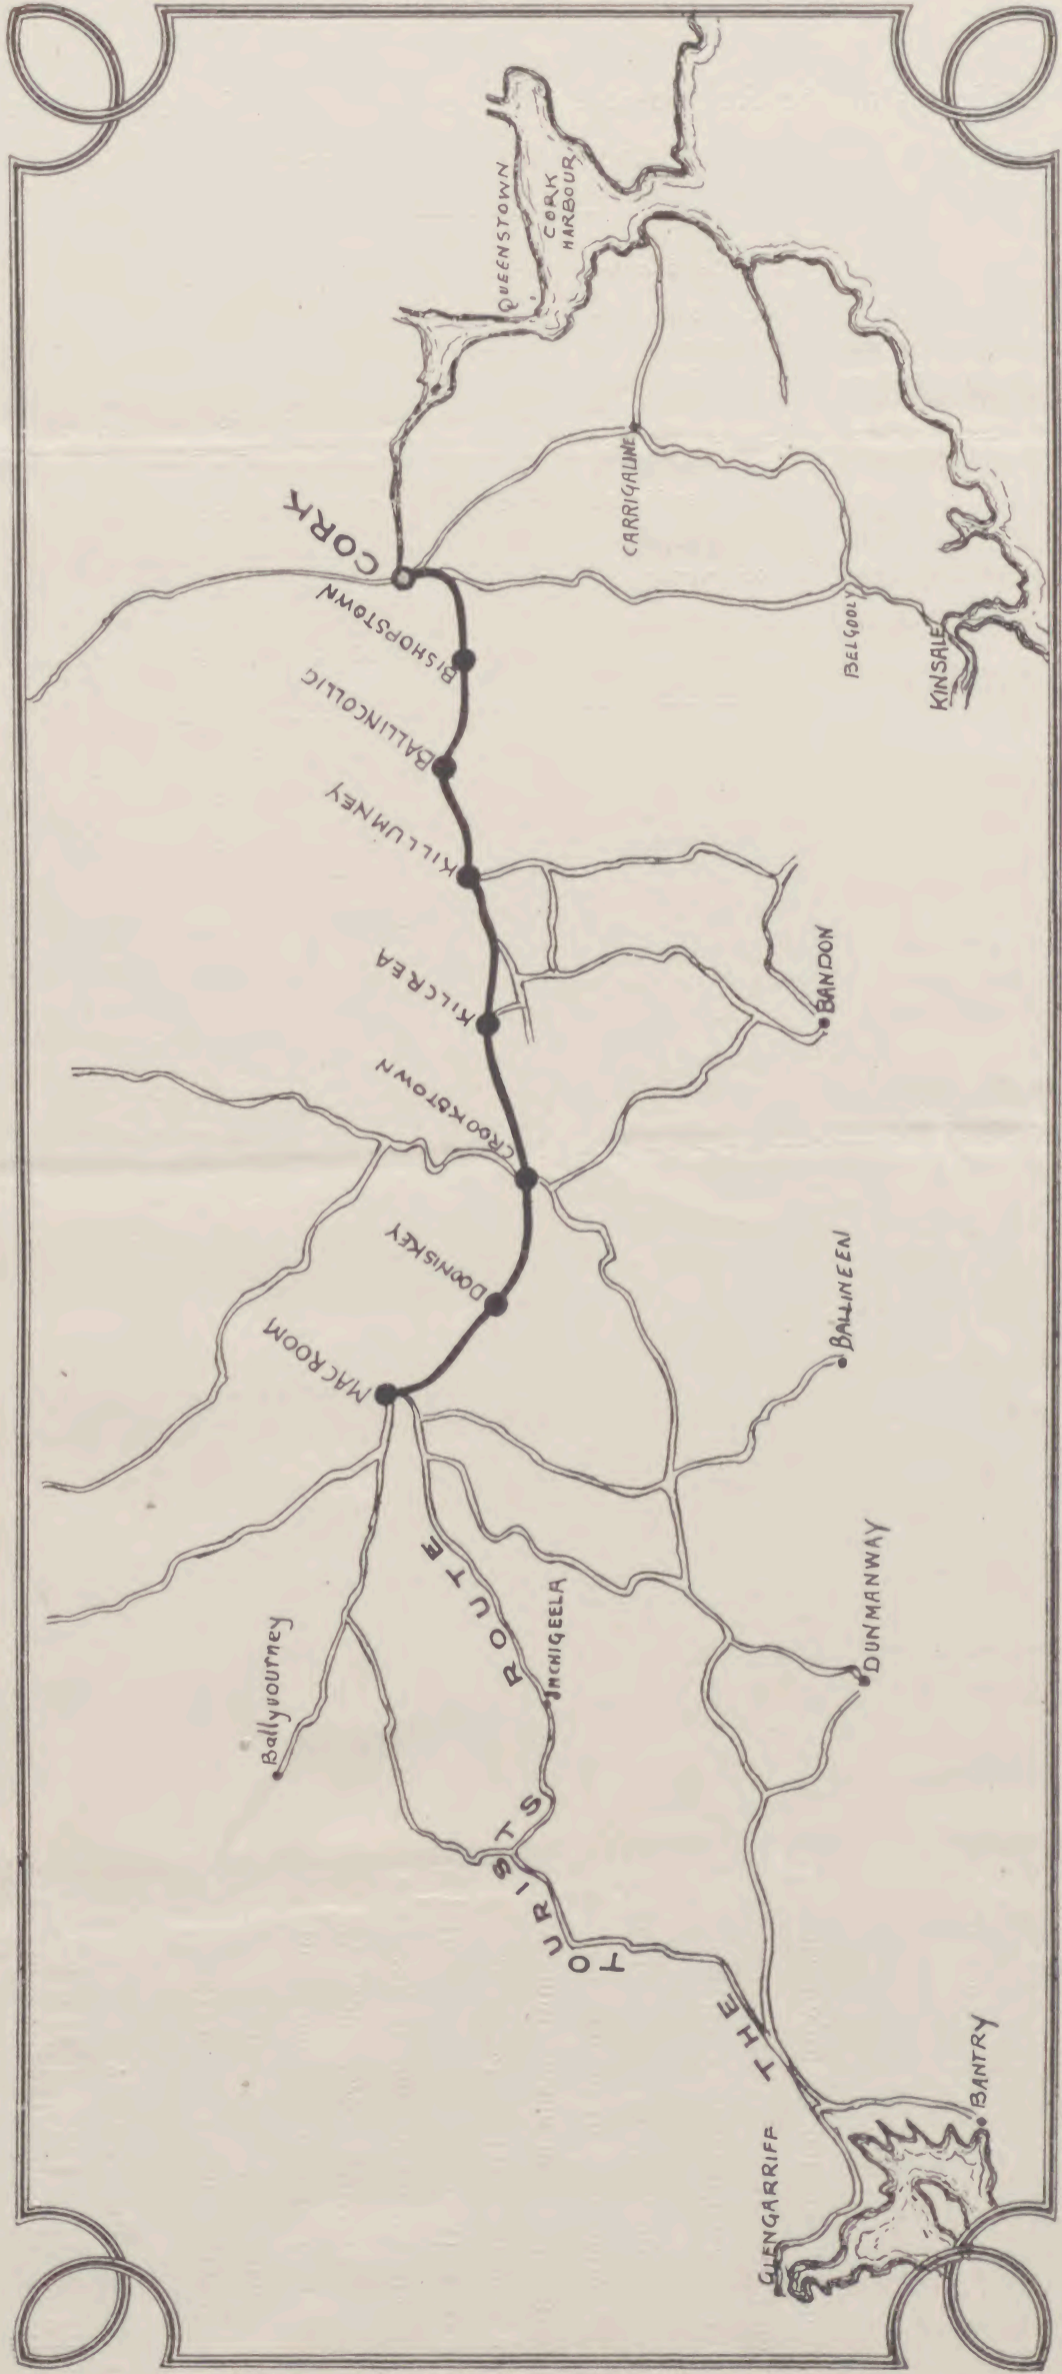 QUEENSTOWN
CORK
HARBOUR
CORK
CARRIGALINE
BISHOPSTOWN
BELGOOLY
KINSALE
BALLINCOLLIG
KILLUMNEY
KILCREA
BANDON
CROOKSTOWN
DOONISKEY
BALLINEEN
MACROOM
Ballyvourney
INCHIGEELA
DUNMANWAY
THE TOURISTS ROUTE
BANTRY
GLENGARRIFF